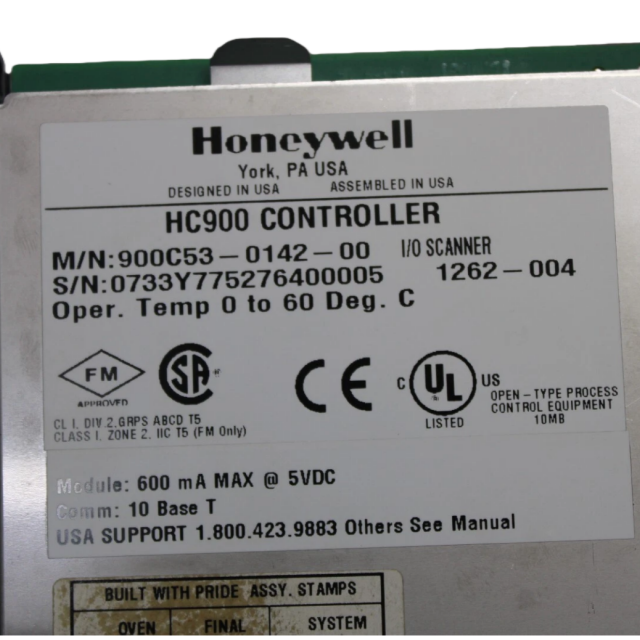 Honeywell
York, PA USA
DESIGNED IN USA ASSEMBLED IN USA
HC900 CONTROLLER
M/N:900C53-0142-00 I/O SCANNER
S/N:0733Y775276400005 1262-004
Oper. Temp 0 to 60 Deg. C
FM
APPROVED
SA
CE
C UL US
LISTED
OPEN-TYPE PROCESS
CONTROL EQUIPMENT
10MB
CL I. DIV 2.GRPS ABCD T5
CLASS I. ZONE 2. IIC T5 (FM Only)
Module: 600 mA MAX @ 5VDC
Comm: 10 Base T
USA SUPPORT 1.800.423.9883 Others See Manual
BUILT WITH PRIDE ASSY. STAMPS
OVEN FINAL SYSTEM